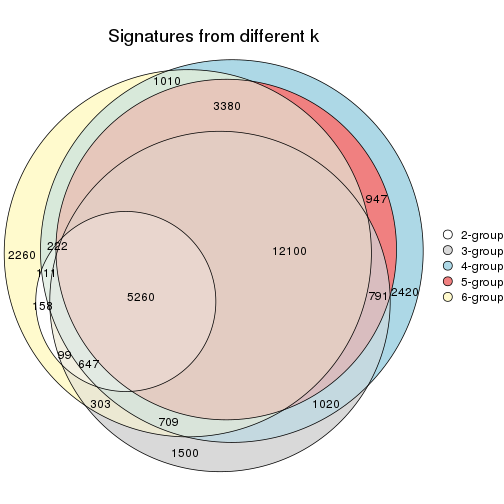 Signatures from different k
1010
3380
947
222
2260
12100
2-group
3-group
4-group
5-group
6-group
111
158
5260
791
2420
99
647
303
1020
709
1500